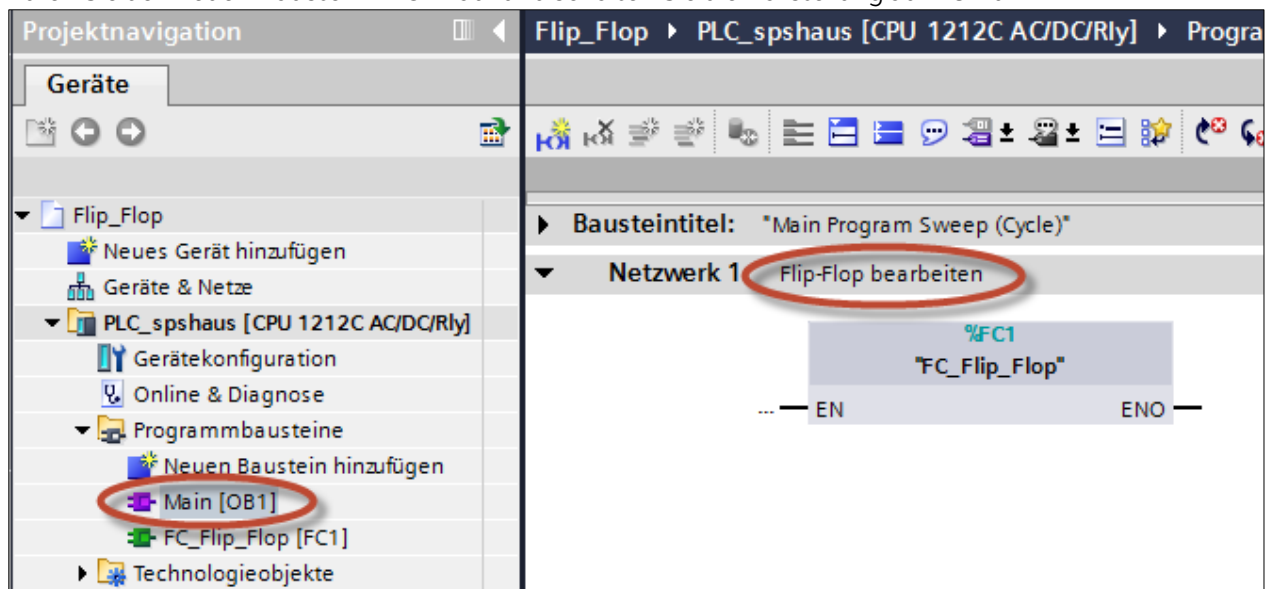 Projektnavigation
Geräte
Flip_Flop
Neues Gerät hinzufügen
Geräte & Netze
PLC_spshaus [CPU 1212C AC/DC/Rly]
Gerätekonfiguration
Online & Diagnose
Programmbausteine
Neuen Baustein hinzufügen
Main [OB1]
FC_Flip_Flop [FC1]
Technologieobjekte
Flip_Flop PLC_spshaus [CPU 1212C AC/DC/Rly] Progra
Bausteintitel: "Main Program Sweep (Cycle)"
Netzwerk 1 Flip-Flop bearbeiten
%FC1
"FC_Flip_Flop"
... EN ENO